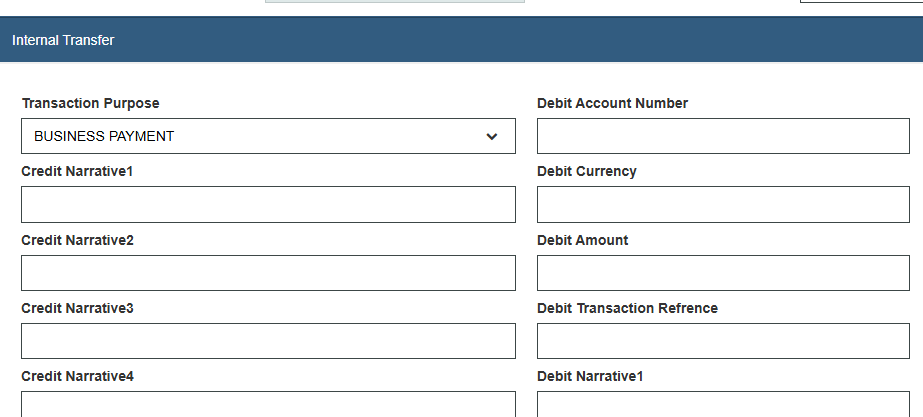 Internal Transfer
Transaction Purpose
Debit Account Number
BUSINESS PAYMENT
Credit Narrative1
Debit Currency
Credit Narrative2
Debit Amount
Credit Narrative3
Debit Transaction Refrence
Credit Narrative4
Debit Narrative1